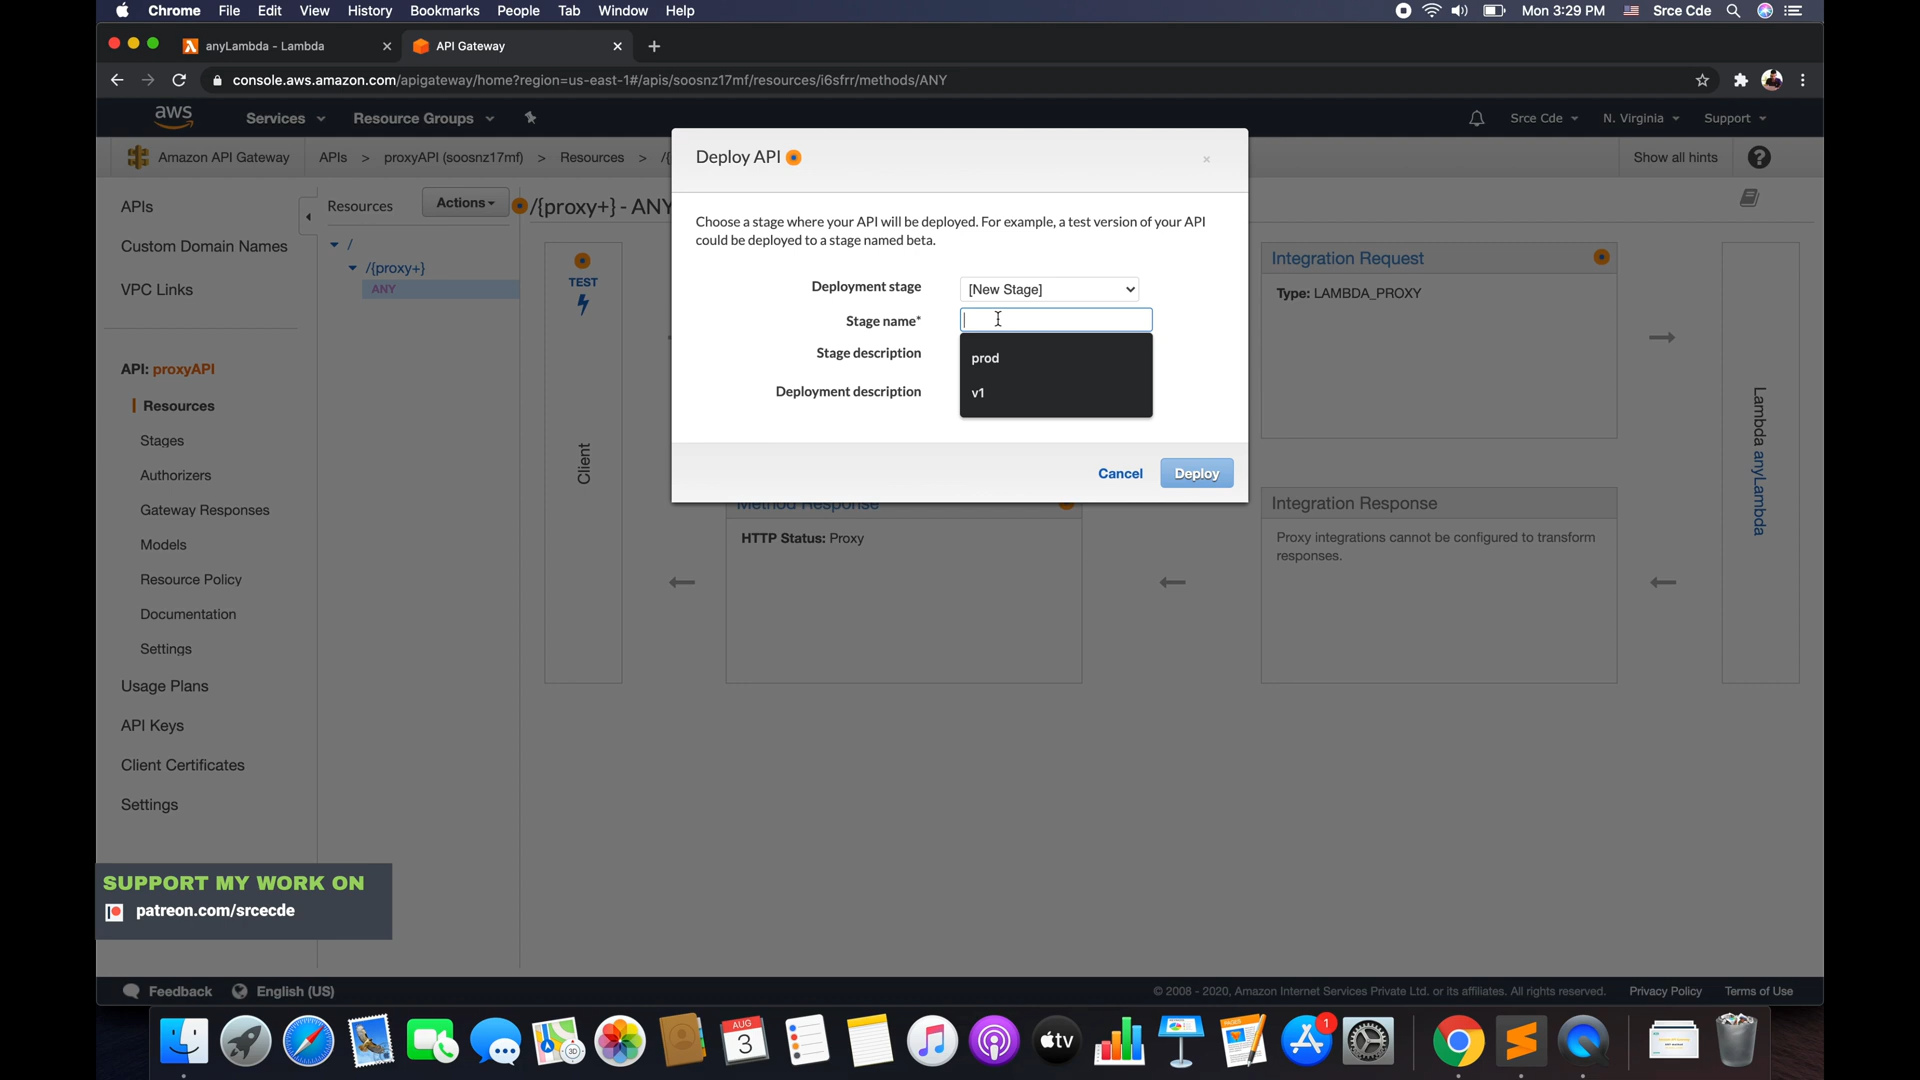 Chrome File Edit View History Bookmarks People Tab Window Help
Mon 3:29 PM Srce Cde
anyLambda - Lambda
API Gateway
console.aws.amazon.com/apigateway/home?region=us-east-1#/apis/soosnz17mf/resources/i6sfrr/methods/ANY
aws Services Resource Groups
Srce Cde N. Virginia Support
Amazon API Gateway APIs > proxyAPI (soosnz17mf) > Resources > /{
Show all hints ?
APIs
Custom Domain Names
VPC Links
API: proxyAPI
Resources
Stages
Authorizers
Gateway Responses
Models
Resource Policy
Documentation
Settings
Usage Plans
API Keys
Client Certificates
Settings
Resources Actions
/
/{proxy+}
ANY
/{proxy+} - ANY
TEST
Client
Deploy API
×
Choose a stage where your API will be deployed. For example, a test version of your API
could be deployed to a stage named beta.
Deployment stage [New Stage]
Stage name*
Stage description
Deployment description
prod
v1
Cancel Deploy
Integration Request
Type: LAMBDA_PROXY
Method Response
HTTP Status: Proxy
Integration Response
Proxy integrations cannot be configured to transform
responses.
Lambda anyLambda
SUPPORT MY WORK ON
patreon.com/srcecde
Feedback English (US)
© 2008 - 2020, Amazon Internet Services Private Ltd. or its affiliates. All rights reserved. Privacy Policy Terms of Use
AUG
3
3D
tv
1